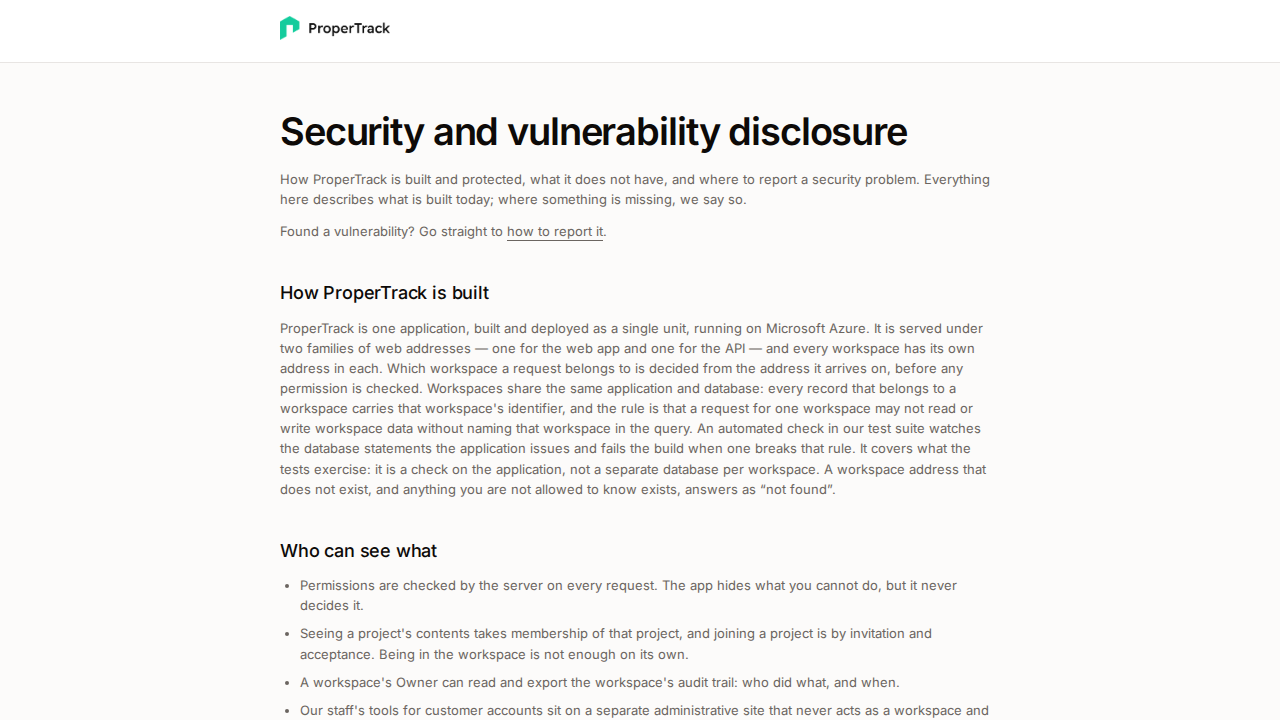 ProperTrack
Security and vulnerability disclosure
How ProperTrack is built and protected, what it does not have, and where to report a security problem. Everything
here describes what is built today; where something is missing, we say so.
Found a vulnerability? Go straight to how to report it.
How ProperTrack is built
ProperTrack is one application, built and deployed as a single unit, running on Microsoft Azure. It is served under
two families of web addresses — one for the web app and one for the API — and every workspace has its own
address in each. Which workspace a request belongs to is decided from the address it arrives on, before any
permission is checked. Workspaces share the same application and database: every record that belongs to a
workspace carries that workspace's identifier, and the rule is that a request for one workspace may not read or
write workspace data without naming that workspace in the query. An automated check in our test suite watches
the database statements the application issues and fails the build when one breaks that rule. It covers what the
tests exercise: it is a check on the application, not a separate database per workspace. A workspace address that
does not exist, and anything you are not allowed to know exists, answers as “not found”.
Who can see what
• Permissions are checked by the server on every request. The app hides what you cannot do, but it never
decides it.
• Seeing a project's contents takes membership of that project, and joining a project is by invitation and
acceptance. Being in the workspace is not enough on its own.
• A workspace's Owner can read and export the workspace's audit trail: who did what, and when.
• Our staff's tools for customer accounts sit on a separate administrative site that never acts as a workspace and